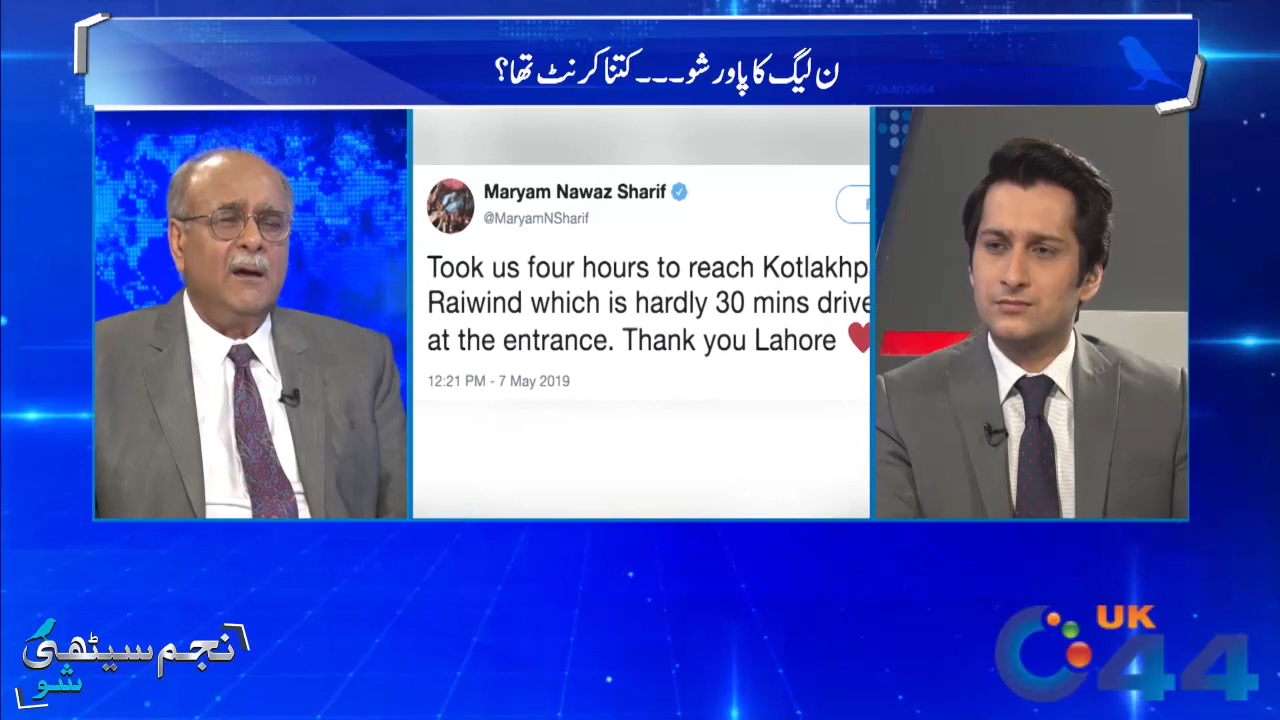 ن لیگ کا پاور شو۔۔۔ کتنا کرنٹ تھا؟
Maryam Nawaz Sharif
@MaryamNSharif
Took us four hours to reach Kotlakhp
Raiwind which is hardly 30 mins drive
at the entrance. Thank you Lahore ❤
12:21 PM - 7 May 2019
نجم سیٹھی
شو
UK
44